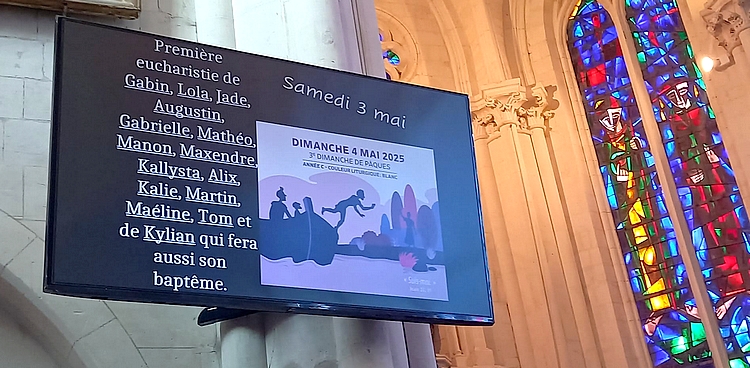 Première
eucharistie de
Gabin, Lola, Jade,
Augustin,
Gabrielle, Mathéo,
Manon, Maxendre,
Kallysta, Alix,
Kalie, Martin,
Maéline, Tom et
de Kylian qui fera
aussi son
baptême.
Samedi 3 mai
DIMANCHE 4 MAI 2025
3e DIMANCHE DE PÂQUES
ANNÉE C - COULEUR LITURGIQUE : BLANC
« Suis-moi. »